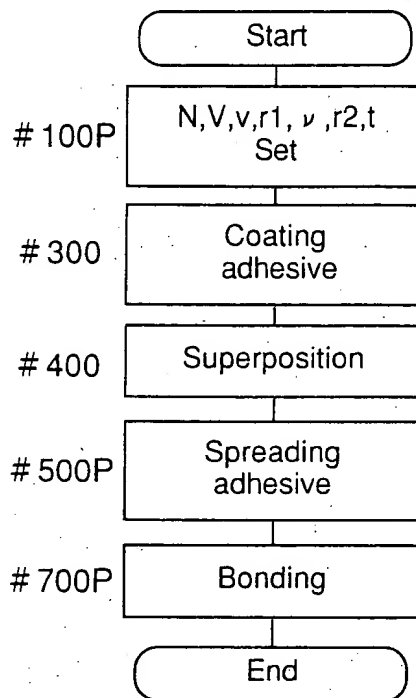 Start
# 100P
N,V,v,r1, ν ,r2,t
Set
# 300
Coating
adhesive
# 400
Superposition
# 500P
Spreading
adhesive
# 700P
Bonding
End